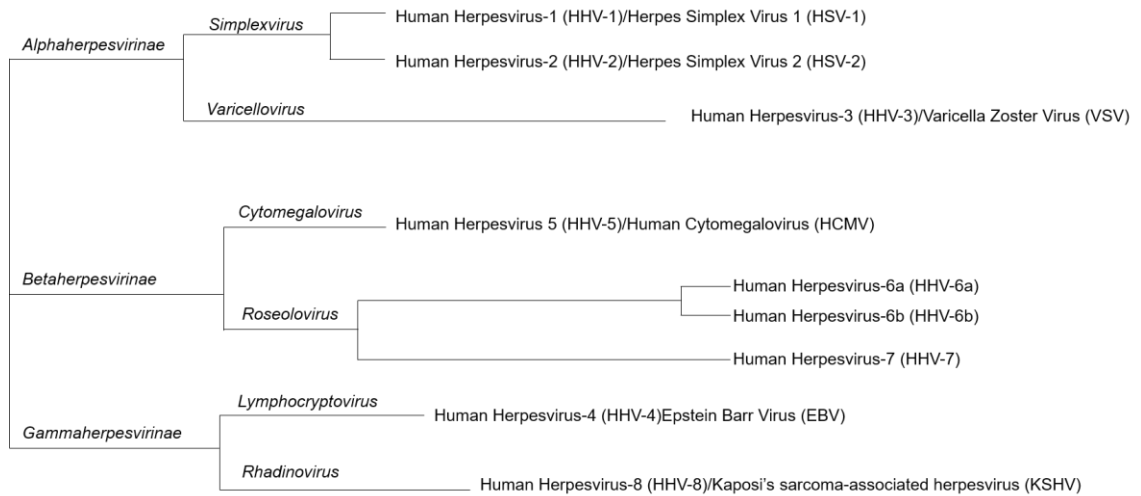 Simplexvirus
Human Herpesvirus-1 (HHV-1)/Herpes Simplex Virus 1 (HSV-1)
Alphaherpesvirinae
Human Herpesvirus-2 (HHV-2)/Herpes Simplex Virus 2 (HSV-2)
Varicellovirus
Human Herpesvirus-3 (HHV-3)/Varicella Zoster Virus (VSV)
Cytomegalovirus
Human Herpesvirus 5 (HHV-5)/Human Cytomegalovirus (HCMV)
Betaherpesvirinae
Human Herpesvirus-6a (HHV-6a)
Roseolovirus
Human Herpesvirus-6b (HHV-6b)
Human Herpesvirus-7 (HHV-7)
Lymphocryptovirus
Human Herpesvirus-4 (HHV-4)Epstein Barr Virus (EBV)
Gammaherpesvirinae
Rhadinovirus
Human Herpesvirus-8 (HHV-8)/Kaposi's sarcoma-associated herpesvirus (KSHV)